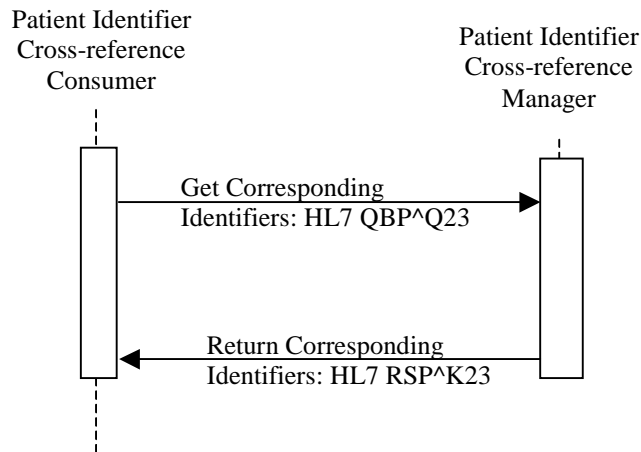 Patient Identifier
Cross-reference
Consumer
Patient Identifier
Cross-reference
Manager
Get Corresponding
Identifiers: HL7 QBP^Q23
Return Corresponding
Identifiers: HL7 RSP^K23